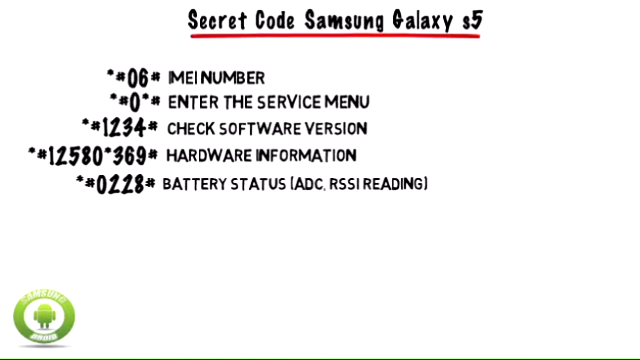 Secret Code Samsung Galaxy s5
*#06# IMEI NUMBER
*#0*# ENTER THE SERVICE MENU
*#1234# CHECK SOFTWARE VERSION
*#12580*369# HARDWARE INFORMATION
*#0228# BATTERY STATUS (ADC, RSSI READING)
SAMSUNG